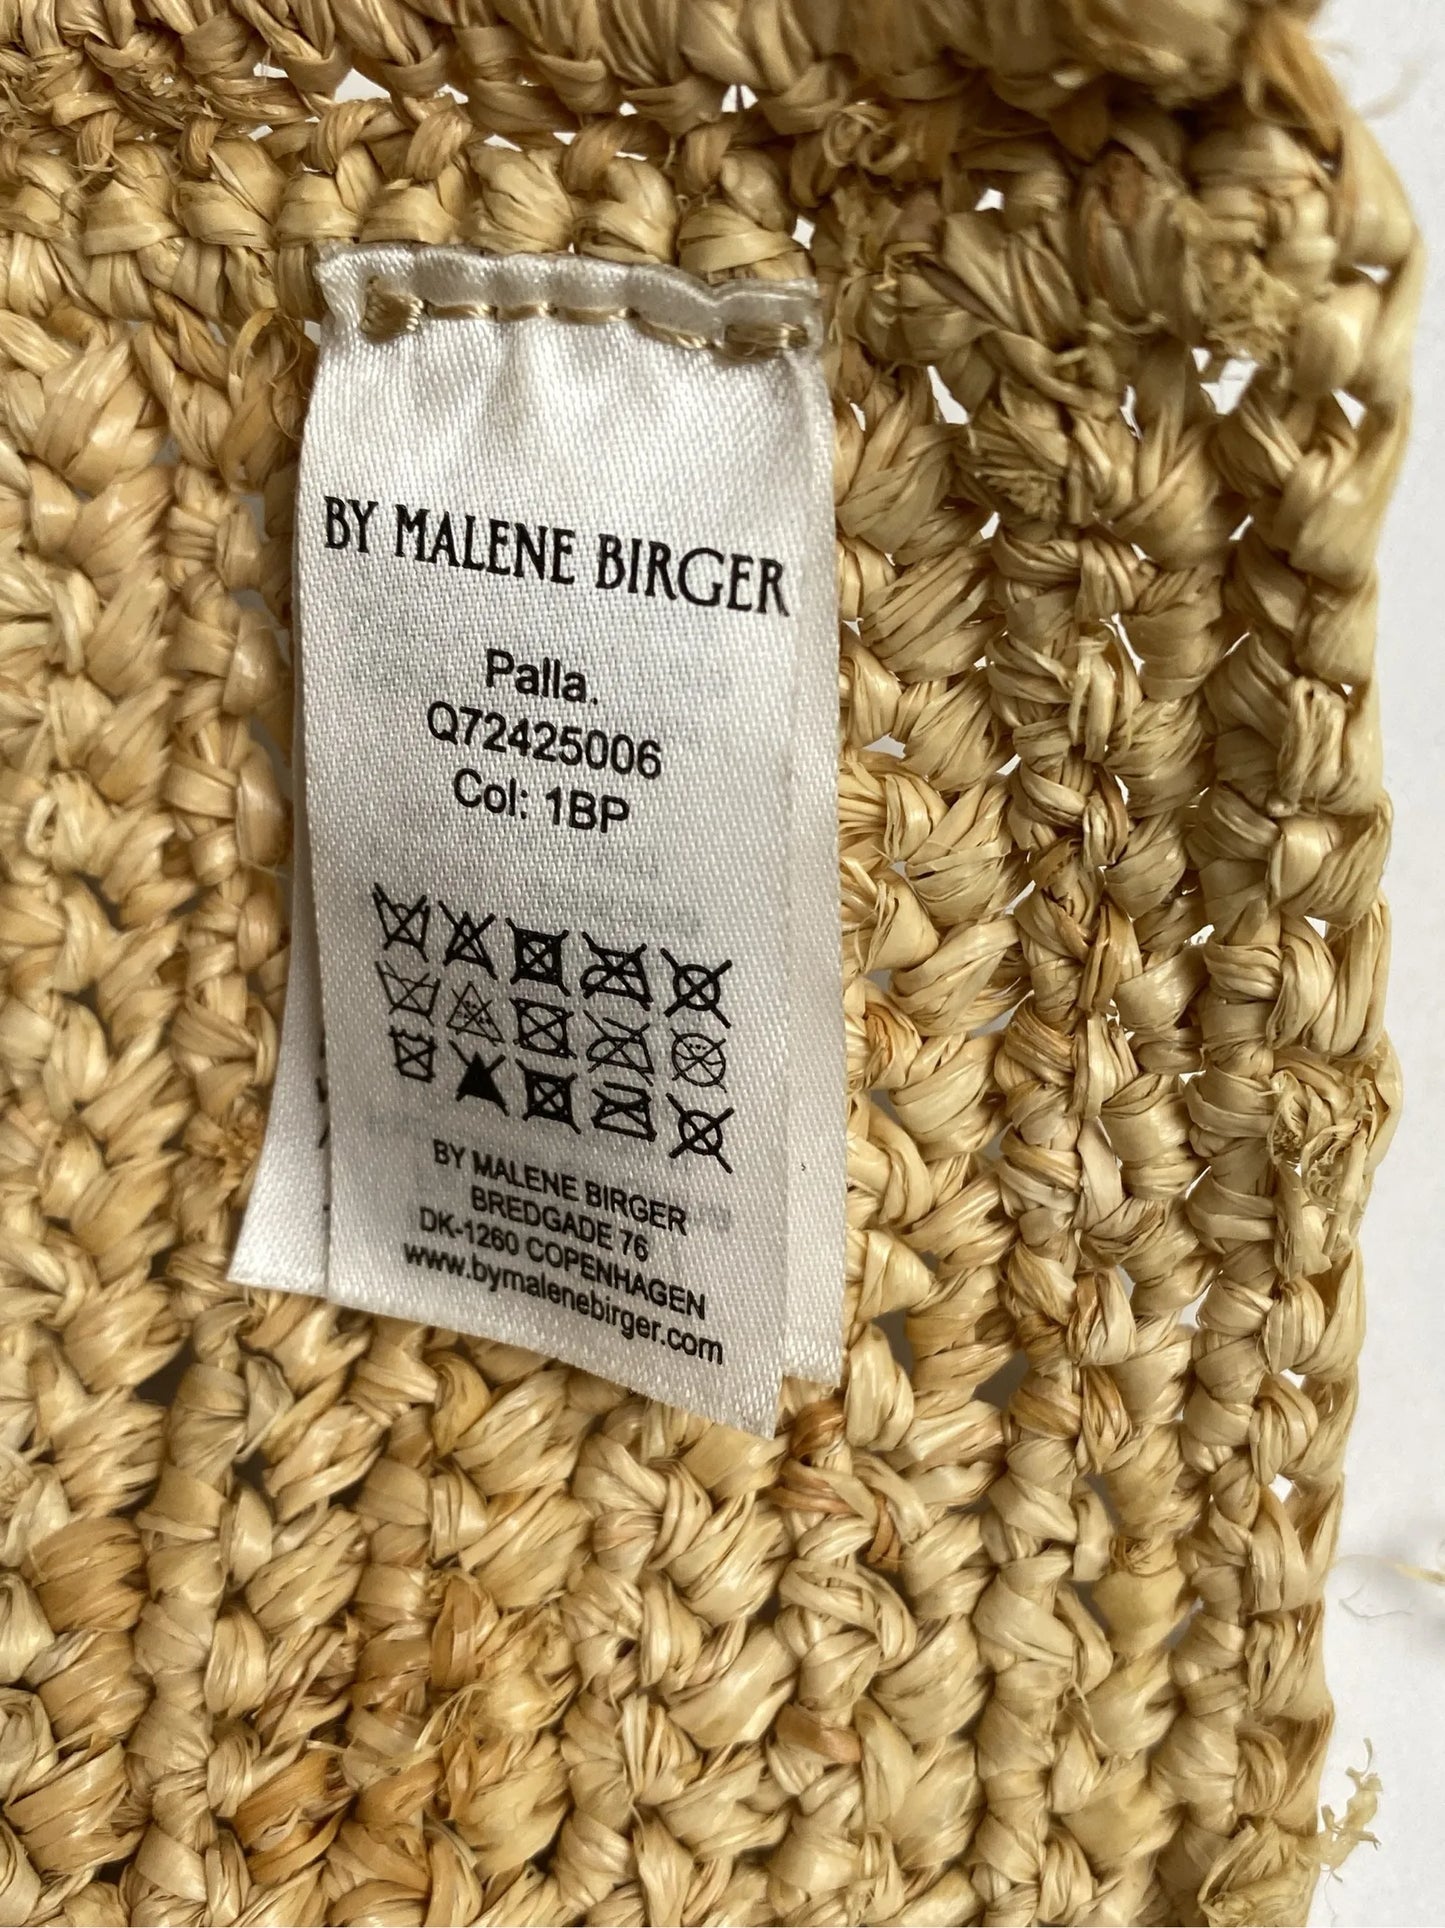 BY MALENE BIRGER
Palla.
Q72425006
Col: 1BP
BY MALENE BIRGER
BREDGADE 76
DK-1260 COPENHAGEN
www.bymalenebirger.com